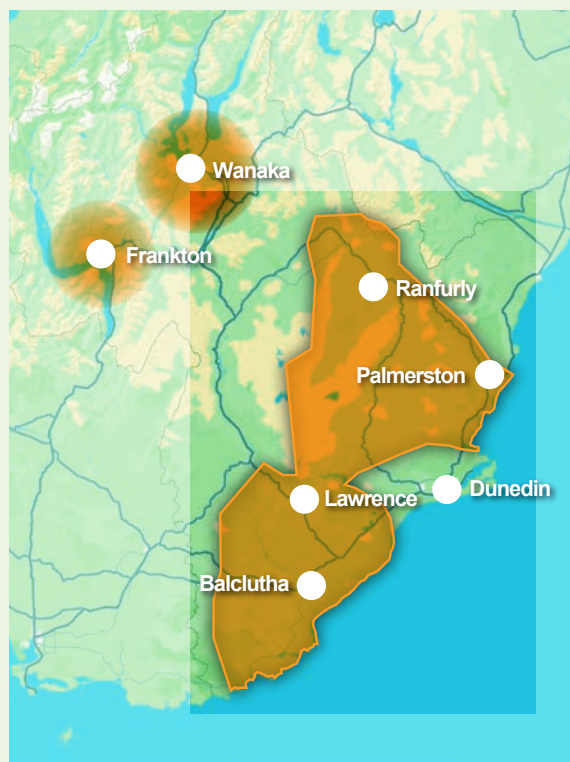 Wanaka
Frankton
Ranfurly
Palmerston
Dunedin
Lawrence
Balclutha